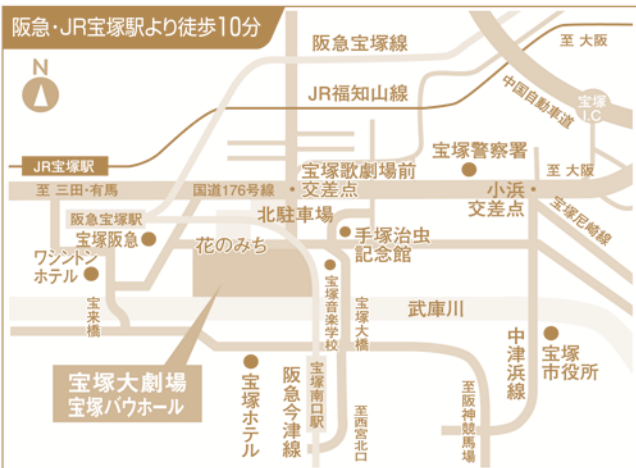 阪急・JR宝塚駅より徒歩10分
阪急宝塚線
至 大阪
N
JR福知山線
中国自動車道
宝塚
I.C
JR宝塚駅
宝塚歌劇場前
交差点
宝塚警察署
至 大阪
至 三田・有馬
国道176号線
小浜
交差点
阪急宝塚駅
北駐車場
宝塚尼崎線
宝塚阪急
花のみち
手塚治虫
記念館
ワシントン
ホテル
宝塚音楽学校
宝来橋
宝塚大橋
武庫川
中津浜線
宝塚
市役所
宝塚大劇場
宝塚バウホール
宝塚ホテル
阪急今津線
宝塚南口駅
至西宮北口
至阪神競馬場